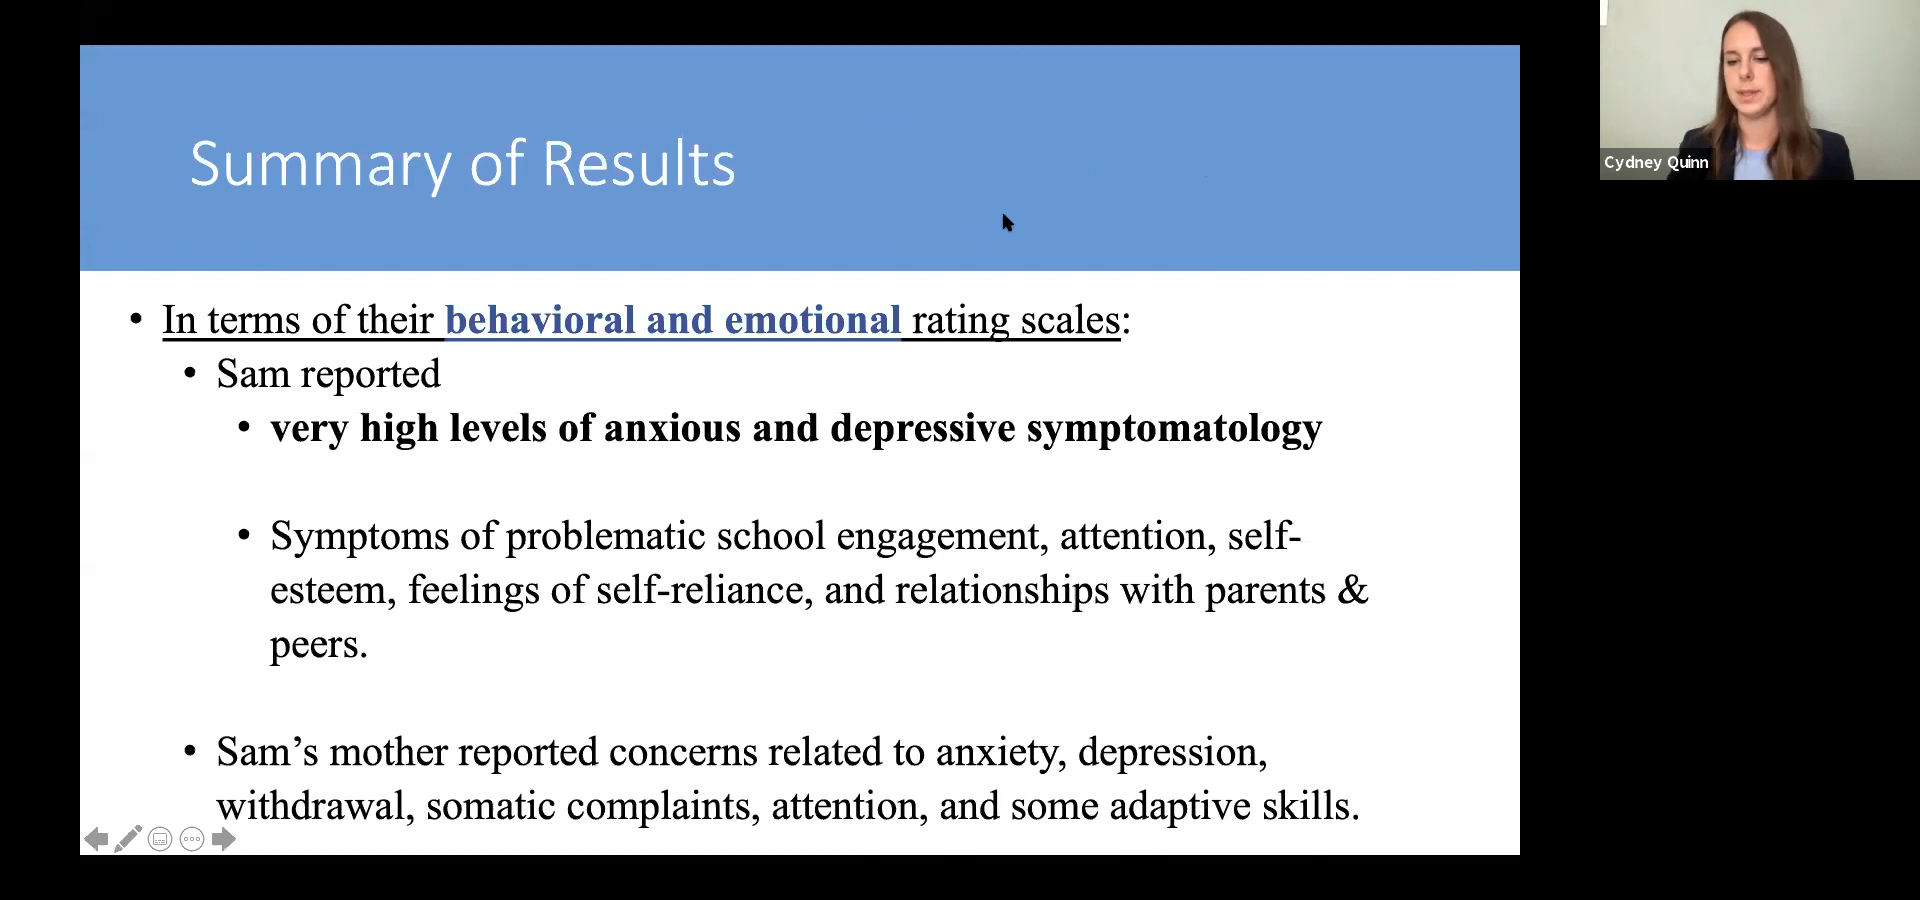 Summary of Results
• In terms of their behavioral and emotional rating scales:
• Sam reported
• very high levels of anxious and depressive symptomatology
• Symptoms of problematic school engagement, attention, self-
esteem, feelings of self-reliance, and relationships with parents &
peers.
• Sam’s mother reported concerns related to anxiety, depression,
withdrawal, somatic complaints, attention, and some adaptive skills.
Cydney Quinn